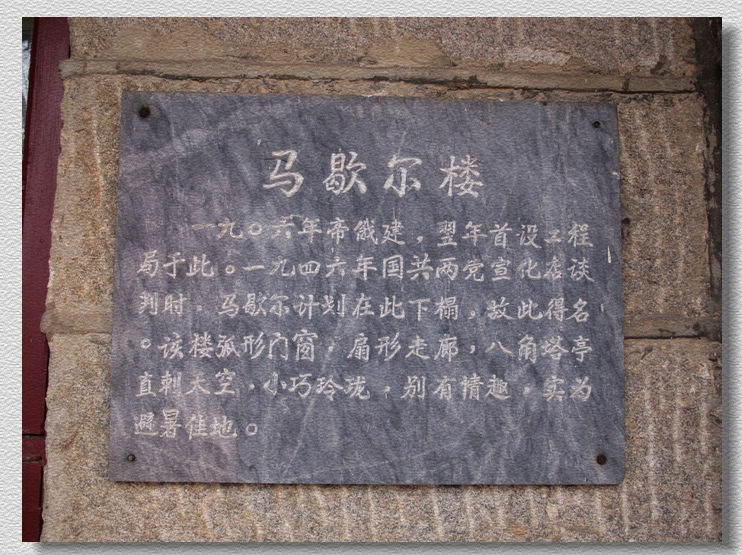 马歇尔楼
一九〇六年帝俄建，翌年首设工程
局于此。一九四六年国共两党宣化店谈
判时，马歇尔计划在此下榻。故此得名
。该楼弧形门窗，扇形走廊，八角塔亭
直刺天空，小巧玲珑，别有情趣，实为
避暑佳地。